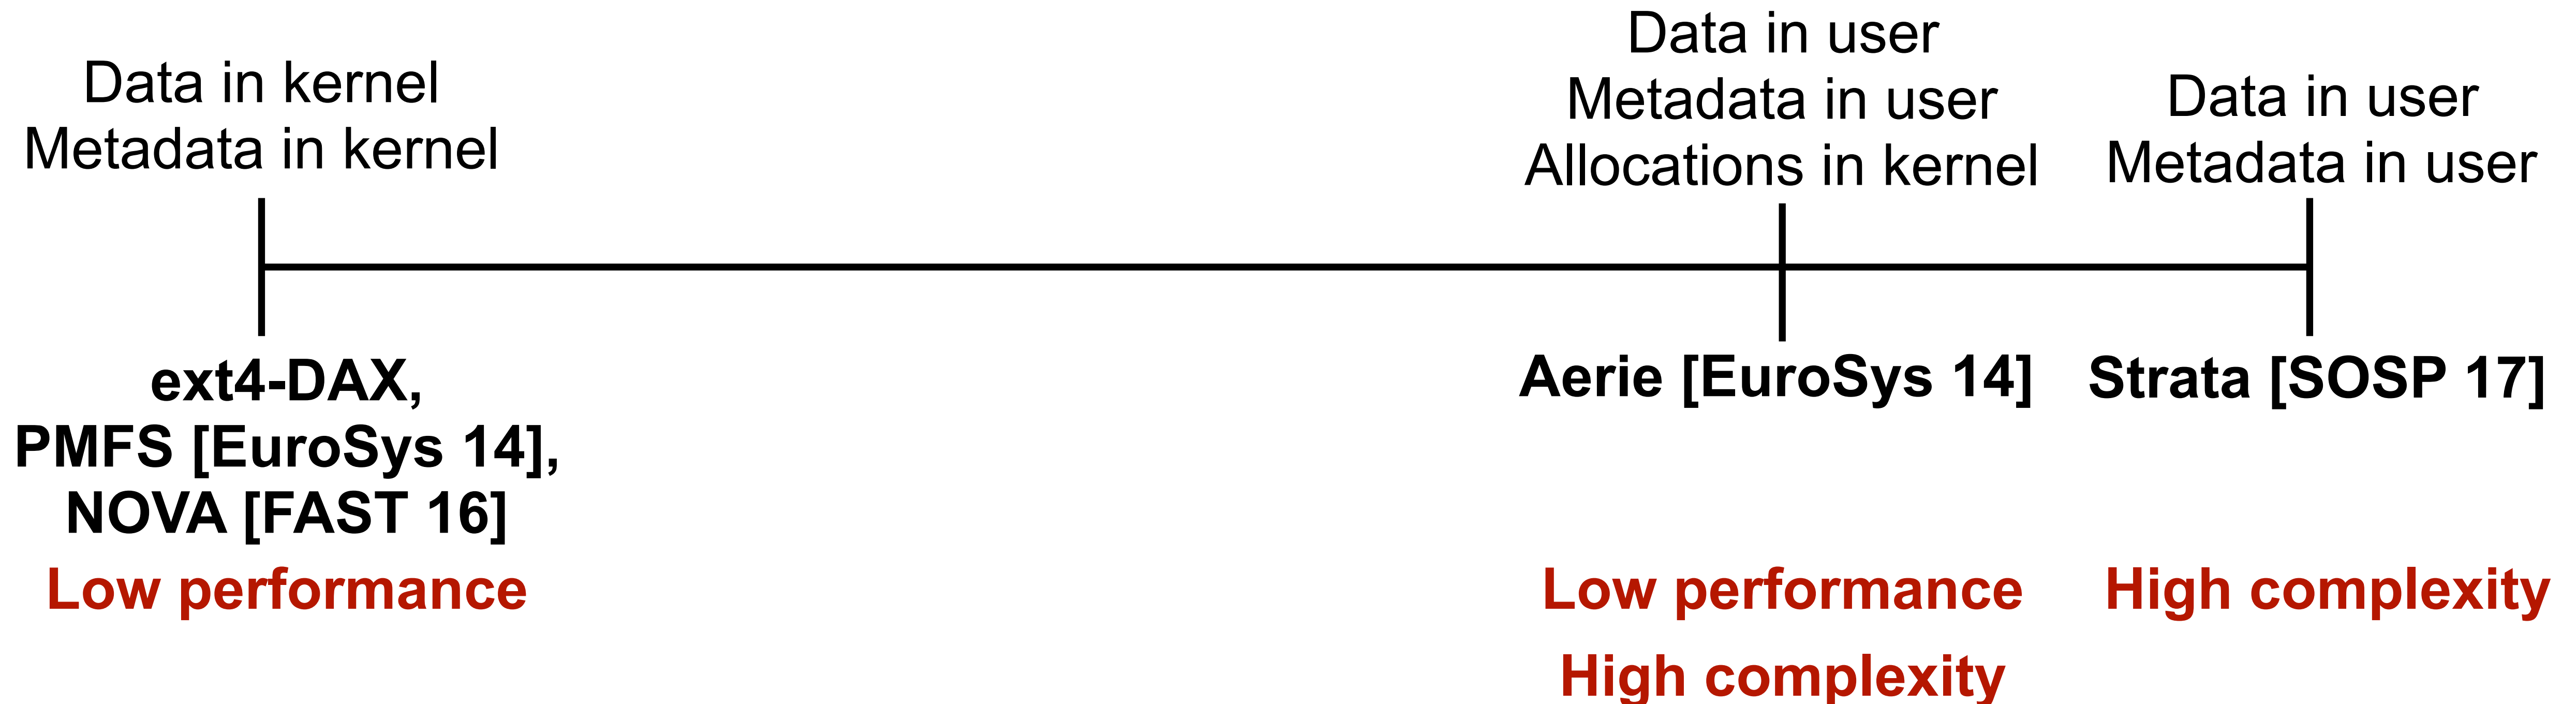 Data in kernel
Metadata in kernel
Data in user
Metadata in user
Allocations in kernel
Data in user
Metadata in user
ext4-DAX,
PMFS [EuroSys 14],
NOVA [FAST 16]
Low performance
Aerie [EuroSys 14]
Low performance
High complexity
Strata [SOSP 17]
High complexity